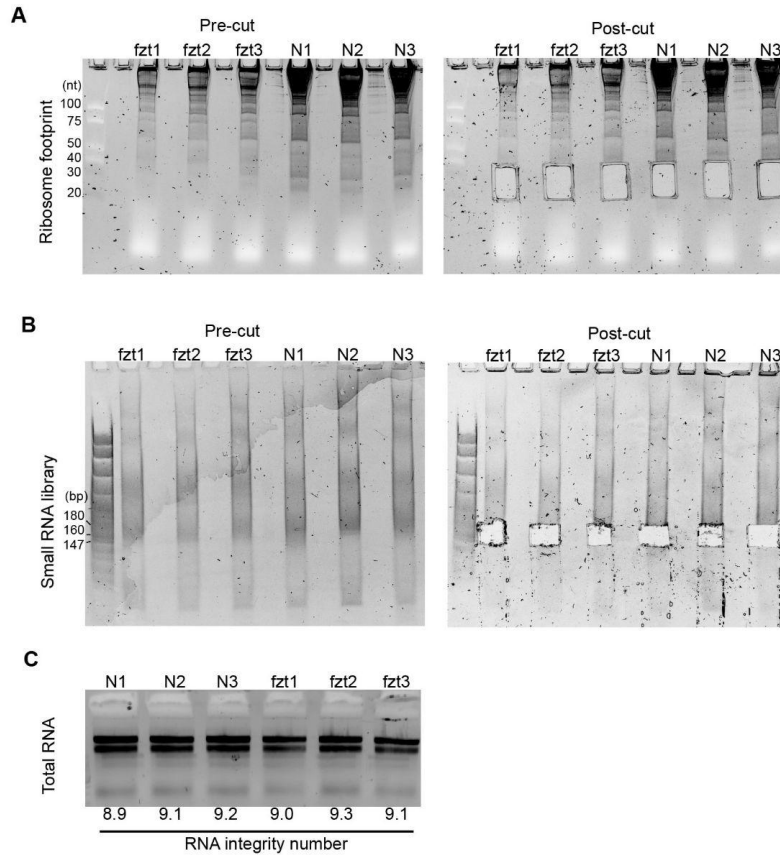 A
Pre-cut
Post-cut
fzt1 fzt2 fzt3 N1 N2 N3
fzt1 fzt2 fzt3 N1 N2 N3
Ribosome footprint
(nt)
100
75
50
40
30
20
B
Pre-cut
Post-cut
fzt1 fzt2 fzt3 N1 N2 N3
fzt1 fzt2 fzt3 N1 N2 N3
Small RNA library
(bp)
180
160
147
C
N1 N2 N3 fzt1 fzt2 fzt3
Total RNA
8.9 9.1 9.2 9.0 9.3 9.1
RNA integrity number